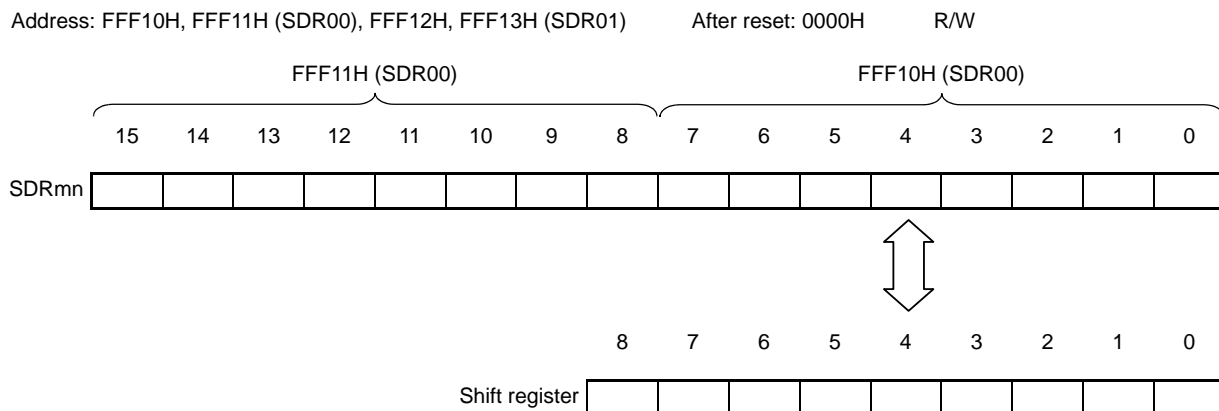 Address: FFF10H, FFF11H (SDR00), FFF12H, FFF13H (SDR01) After reset: 0000H R/W
FFF11H (SDR00) FFF10H (SDR00)
15 14 13 12 11 10 9 8 7 6 5 4 3 2 1 0
SDRmn
8 7 6 5 4 3 2 1 0
Shift register